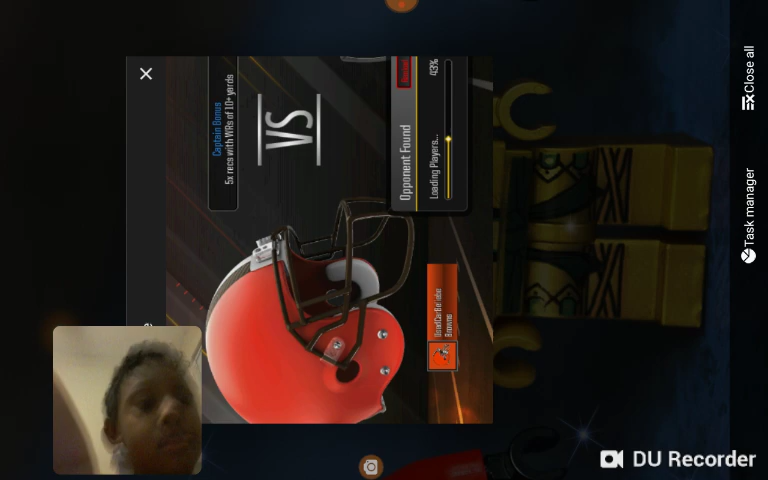 Close all
Task manager
Captain Bonus
5x recs with WRs of 10+ yards
VS
Opponent Found
Loading Players...
43%
Browns
DU Recorder